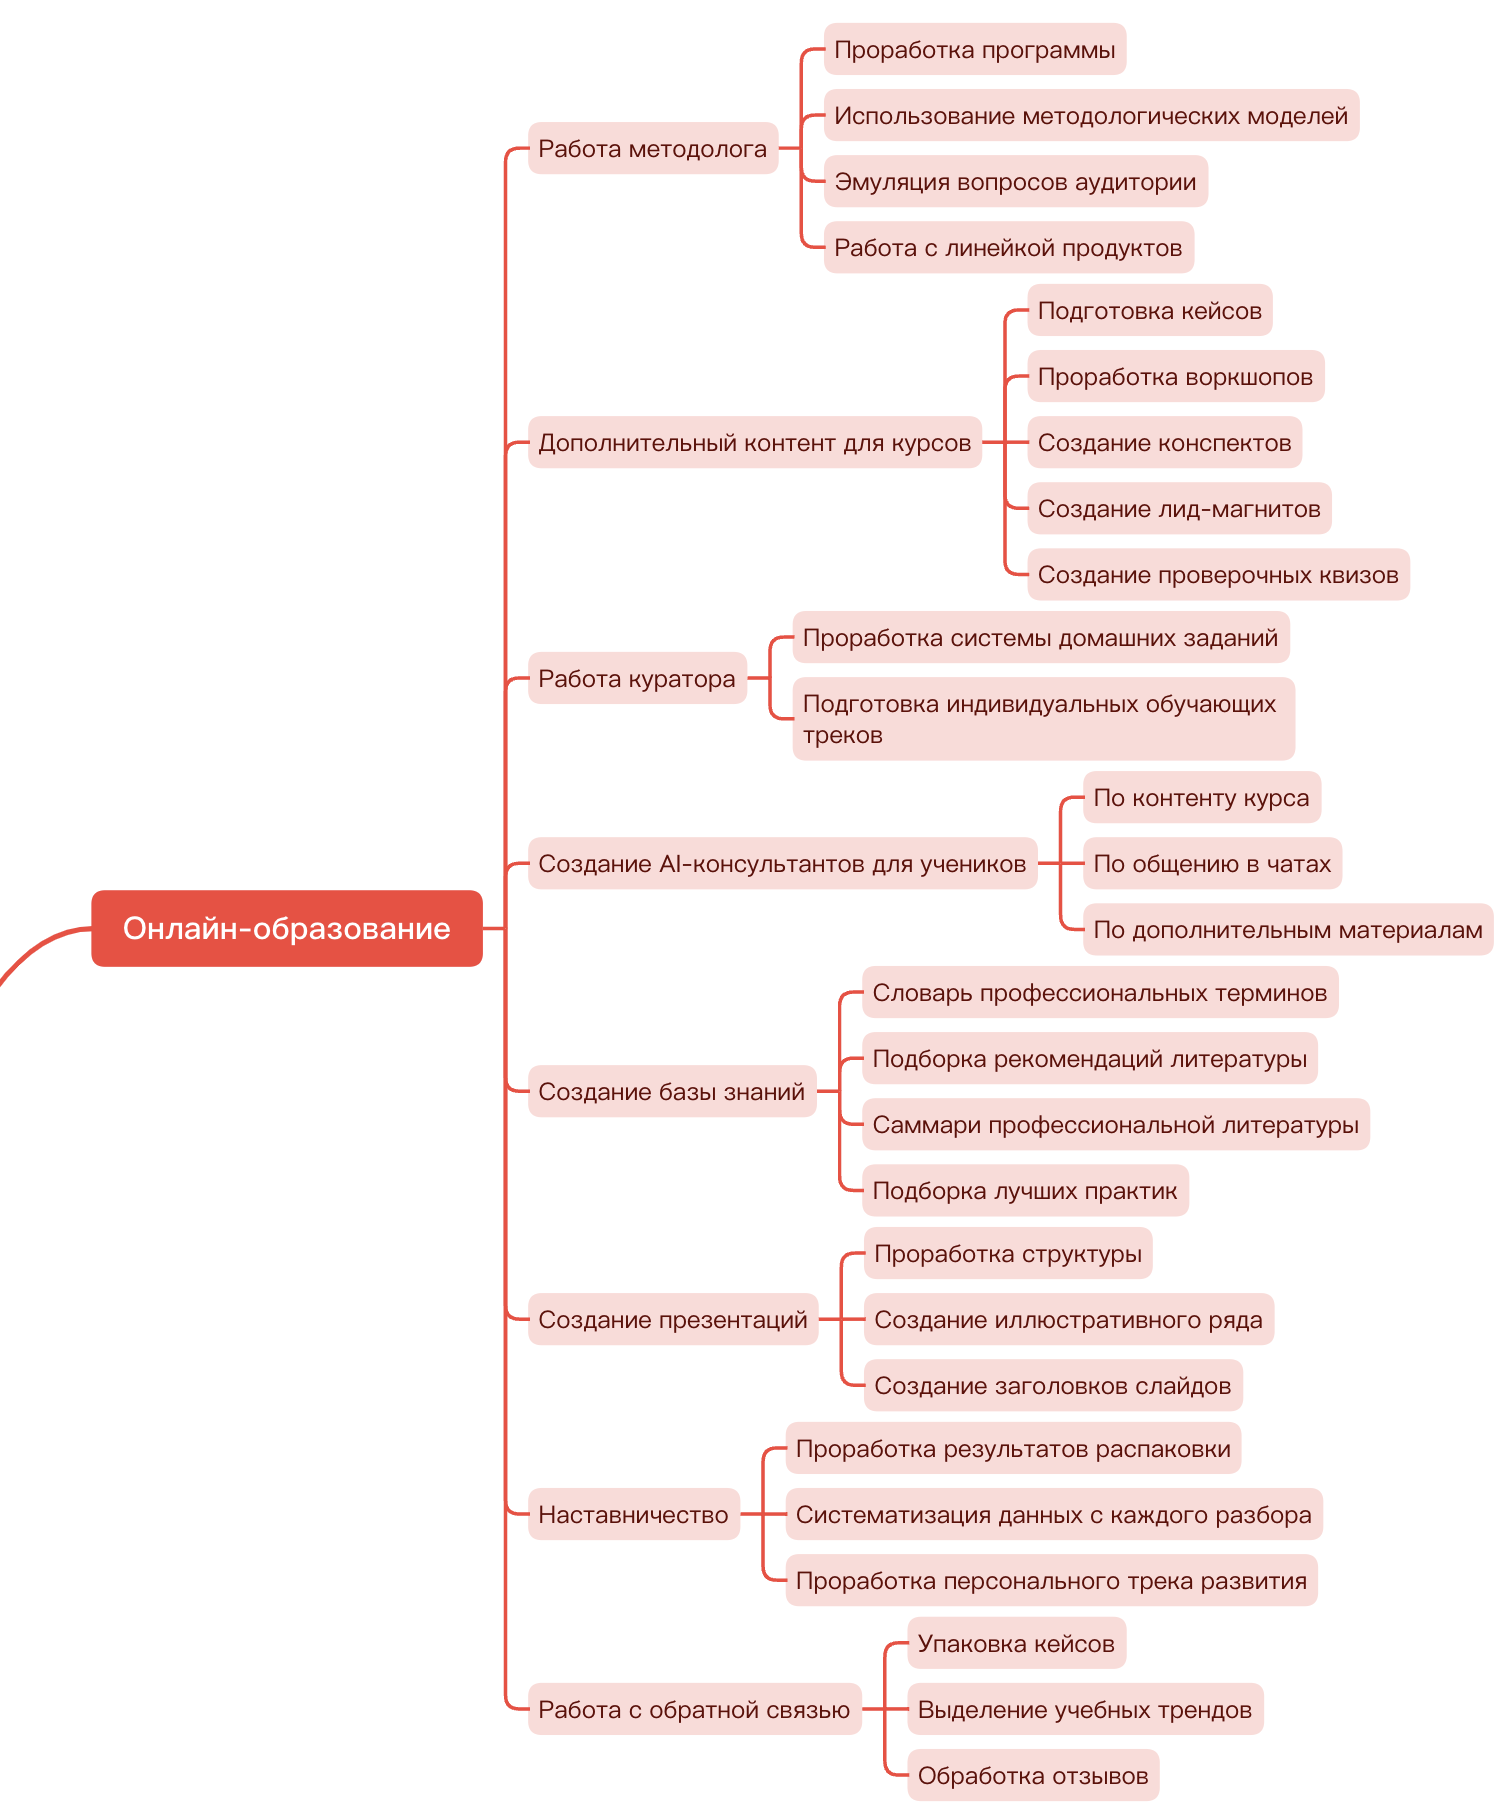 Онлайн-образование
Работа методолога
Проработка программы
Использование методологических моделей
Эмуляция вопросов аудитории
Работа с линейкой продуктов
Дополнительный контент для курсов
Подготовка кейсов
Проработка воркшопов
Создание конспектов
Создание лид-магнитов
Создание проверочных квизов
Работа куратора
Проработка системы домашних заданий
Подготовка индивидуальных обучающих
треков
Создание AI-консультантов для учеников
По контенту курса
По общению в чатах
По дополнительным материалам
Создание базы знаний
Словарь профессиональных терминов
Подборка рекомендаций литературы
Саммари профессиональной литературы
Подборка лучших практик
Создание презентаций
Проработка структуры
Создание иллюстративного ряда
Создание заголовков слайдов
Наставничество
Проработка результатов распаковки
Систематизация данных с каждого разбора
Проработка персонального трека развития
Работа с обратной связью
Упаковка кейсов
Выделение учебных трендов
Обработка отзывов